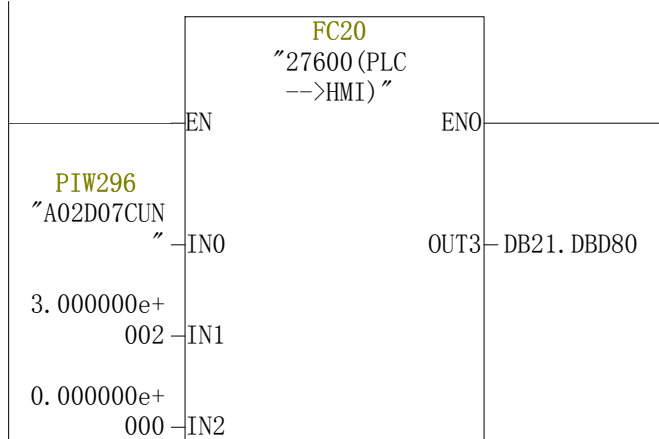 FC20
"27600(PLC
-->HMI)"
EN
ENO
PIW296
"A02D07CUN
"
IN0
OUT3
DB21.DBD80
3.000000e+
002
IN1
0.000000e+
000
IN2